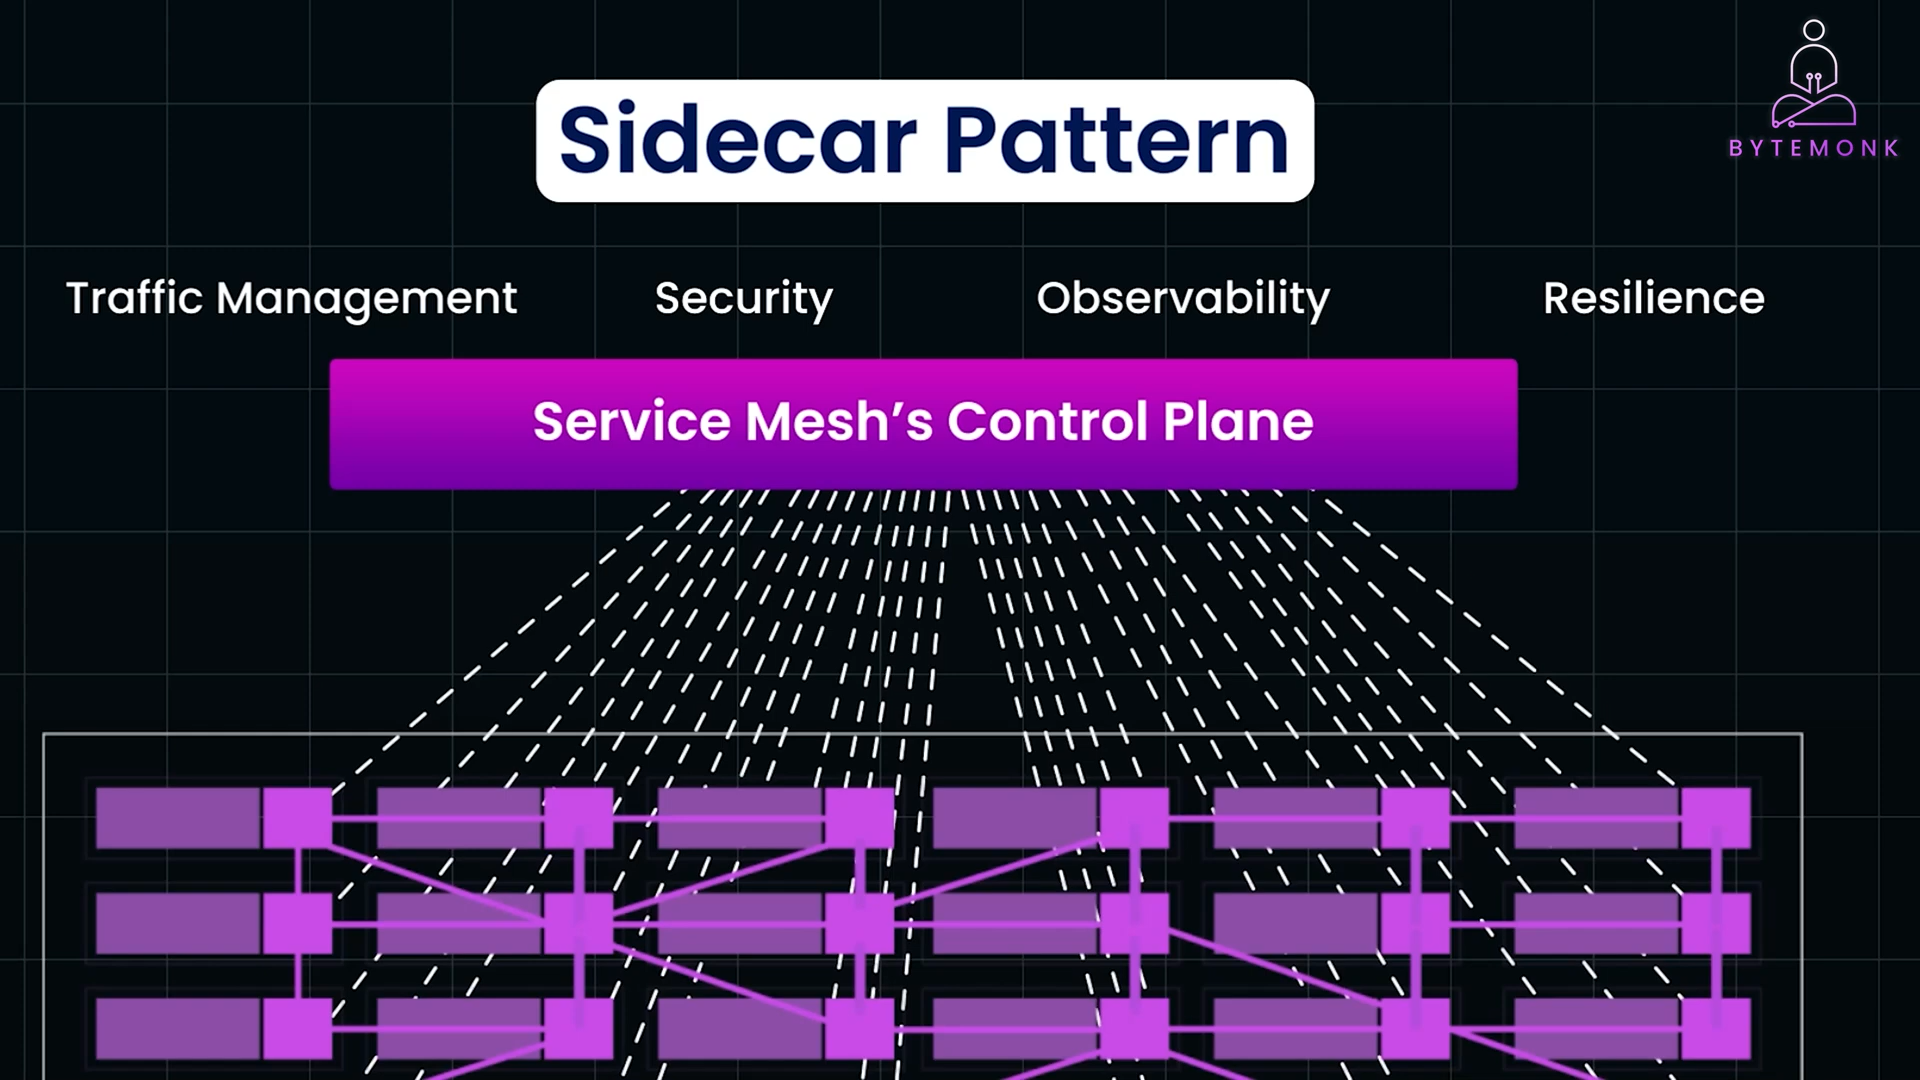 Sidecar Pattern
BYTEMONK
Traffic Management
Security
Observability
Resilience
Service Mesh’s Control Plane